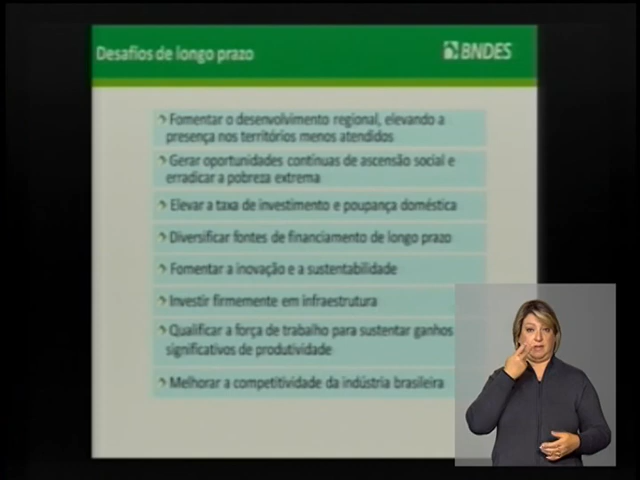 Desafios de longo prazo
BNDES
Fomentar o desenvolvimento regional, elevando a
presença nos territórios menos atendidos
Gerar oportunidades contínuas de ascensão social e
erradicar a pobreza extrema
Elevar a taxa de investimento e poupança doméstica
Diversificar fontes de financiamento de longo prazo
Fomentar a inovação e a sustentabilidade
Investir firmemente em infraestrutura
Qualificar a força de trabalho para sustentar ganhos
significativos de produtividade
Melhorar a competitividade da indústria brasileira